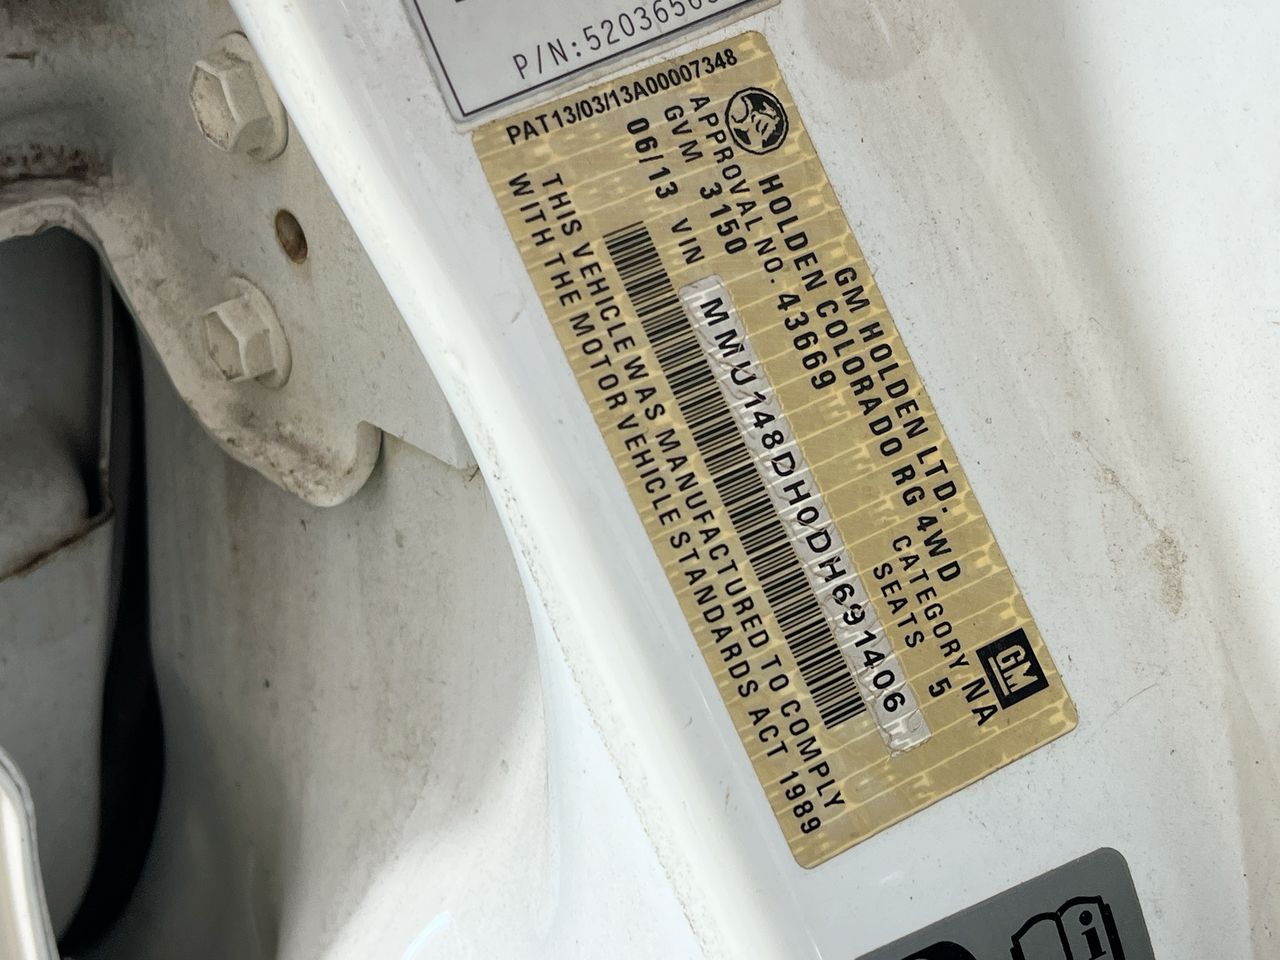 P/N:5203656
PAT13/03/13A00007348
GM HOLDEN LTD.
HOLDEN COLORADO RG 4WD
APPROVAL NO. 43669 CATEGORY NA
GVM 3150 SEATS 5
06/13 VIN MMU148DH0DH691406
THIS VEHICLE WAS MANUFACTURED TO COMPLY
WITH THE MOTOR VEHICLE STANDARDS ACT 1989
GM
i